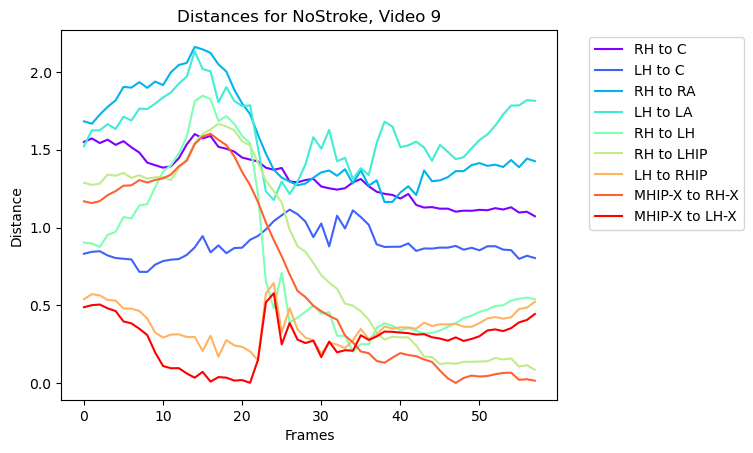 Distances for NoStroke, Video 9
Distance
2.0
1.5
1.0
0.5
0.0
0
10
20
30
40
50
Frames
RH to C
LH to C
RH to RA
LH to LA
RH to LH
RH to LHIP
LH to RHIP
MHIP-X to RH-X
MHIP-X to LH-X